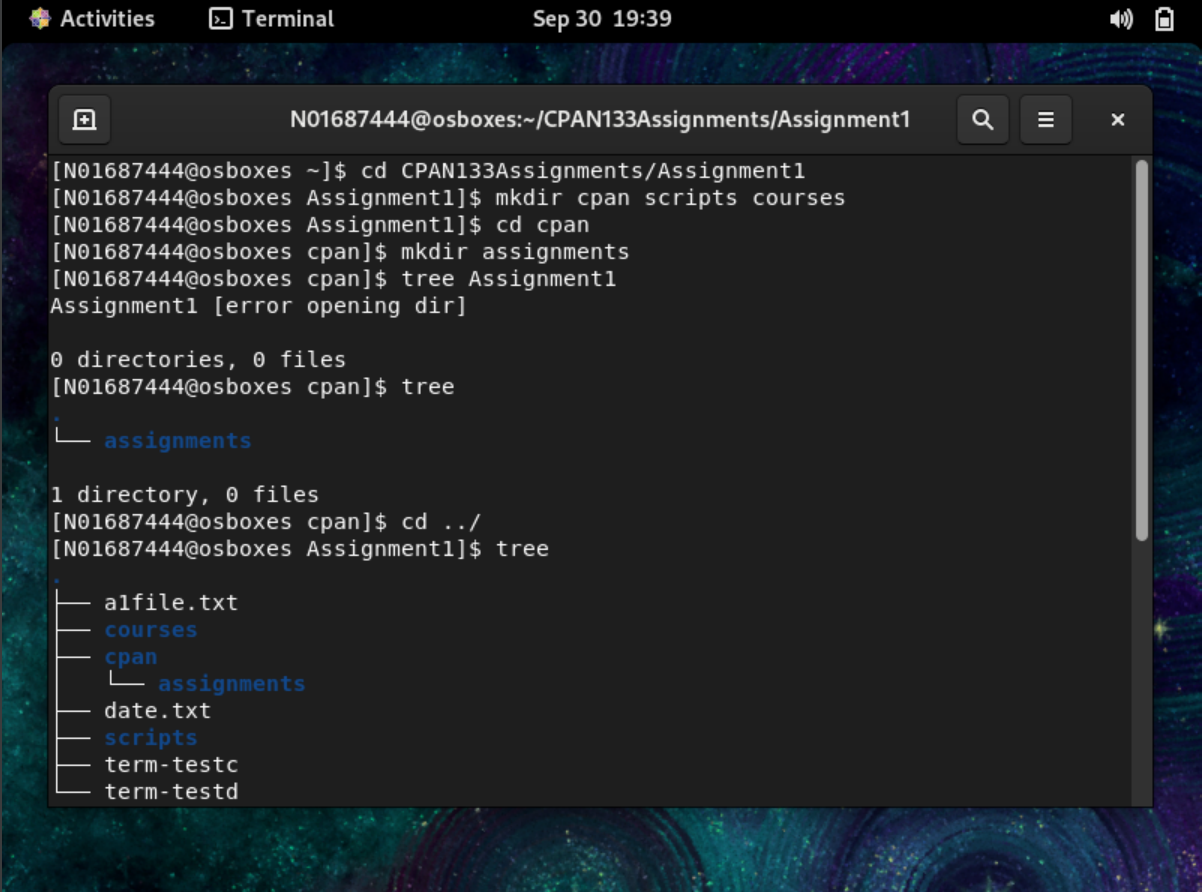 Activities Terminal Sep 30 19:39
N01687444@osboxes:~/CPAN133Assignments/Assignment1
[N01687444@osboxes ~]$ cd CPAN133Assignments/Assignment1
[N01687444@osboxes Assignment1]$ mkdir cpan scripts courses
[N01687444@osboxes Assignment1]$ cd cpan
[N01687444@osboxes cpan]$ mkdir assignments
[N01687444@osboxes cpan]$ tree Assignment1
Assignment1 [error opening dir]
0 directories, 0 files
[N01687444@osboxes cpan]$ tree
.
└── assignments
1 directory, 0 files
[N01687444@osboxes cpan]$ cd ../
[N01687444@osboxes Assignment1]$ tree
.
├── a1file.txt
├── courses
├── cpan
│   └── assignments
├── date.txt
├── scripts
├── term-testc
└── term-testd